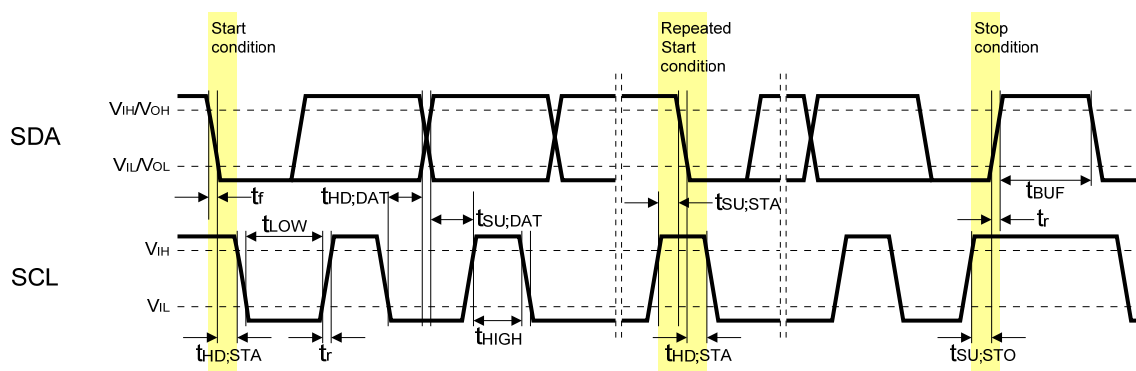 Start
condition
Repeated
Start
condition
Stop
condition
VIH/VOH
SDA
VIL/VOL
tf
tHD;DAT
tSU;DAT
tSU;STA
tBUF
tLOW
tr
VIH
SCL
VIL
tHD;STA
tr
tHIGH
tHD;STA
tSU;STO